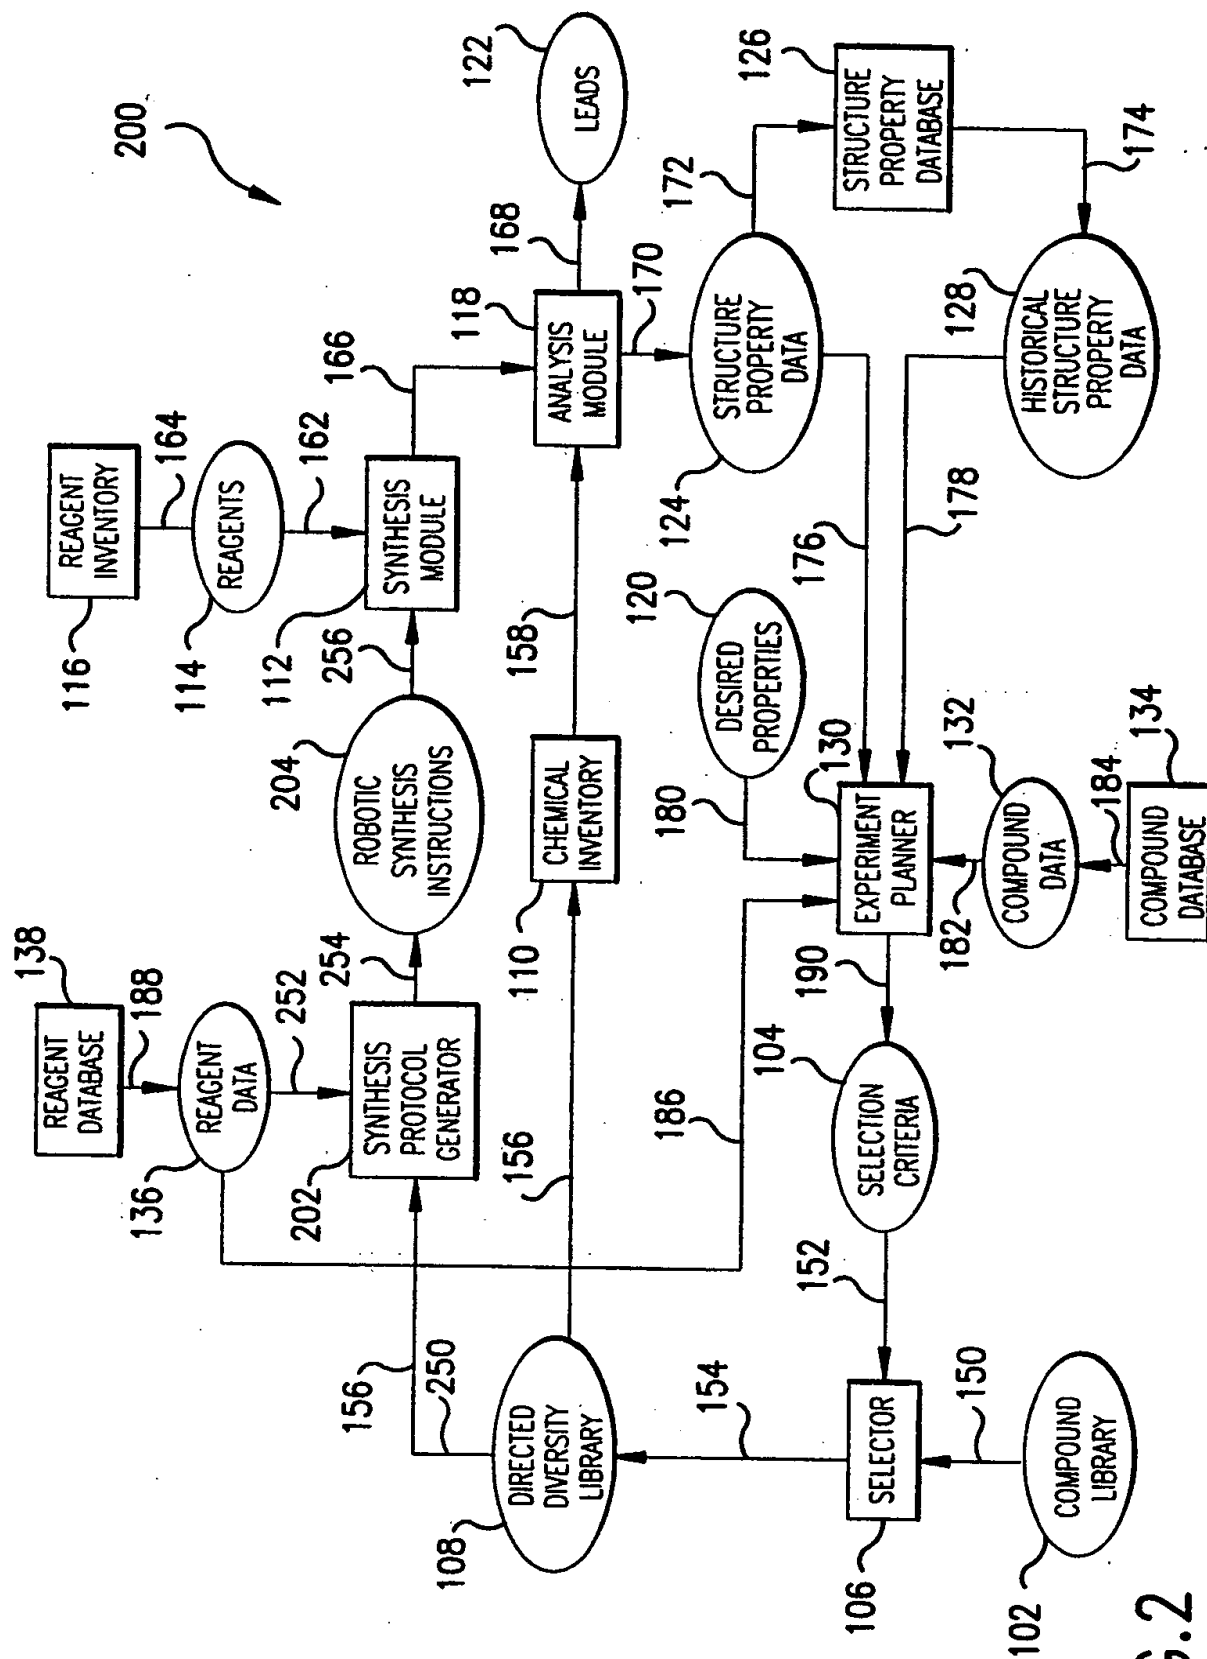 REAGENT
DATABASE
138
188
REAGENT
INVENTORY
116
164
200
136
REAGENT
DATA
252
114
REAGENTS
162
202
SYNTHESIS
PROTOCOL
GENERATOR
254
204
ROBOTIC
SYNTHESIS
INSTRUCTIONS
256
112
SYNTHESIS
MODULE
166
156
250
108
DIRECTED
DIVERSITY
LIBRARY
156
110
CHEMICAL
INVENTORY
158
118
ANALYSIS
MODULE
168
122
LEADS
170
154
186
180
120
DESIRED
PROPERTIES
124
STRUCTURE
PROPERTY
DATA
172
126
STRUCTURE
PROPERTY
DATABASE
106
SELECTOR
152
104
SELECTION
CRITERIA
190
130
EXPERIMENT
PLANNER
176
178
128
HISTORICAL
STRUCTURE
PROPERTY
DATA
174
150
102
COMPOUND
LIBRARY
182
132
COMPOUND
DATA
184
134
COMPOUND
DATABASE
G.2